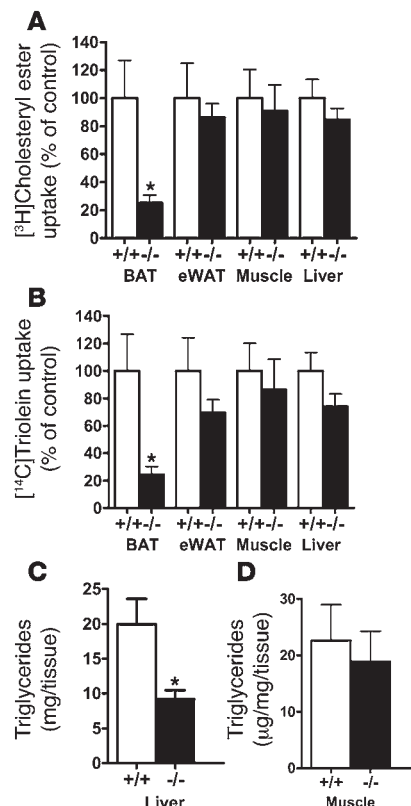 A
[³H]Cholesteryl ester
uptake (% of control)
140
120
100
80
60
40
20
0
*
+/+ -/- +/+ -/- +/+ -/- +/+ -/-
BAT eWAT Muscle Liver
B
[¹⁴C]Triolein uptake
(% of control)
140
120
100
80
60
40
20
0
*
+/+ -/- +/+ -/- +/+ -/- +/+ -/-
BAT eWAT Muscle Liver
C
Triglycerides
(mg/tissue)
25
20
15
10
5
0
*
+/+ -/-
Liver
D
Triglycerides
(µg/mg/tissue)
30
20
10
0
+/+ -/-
Muscle